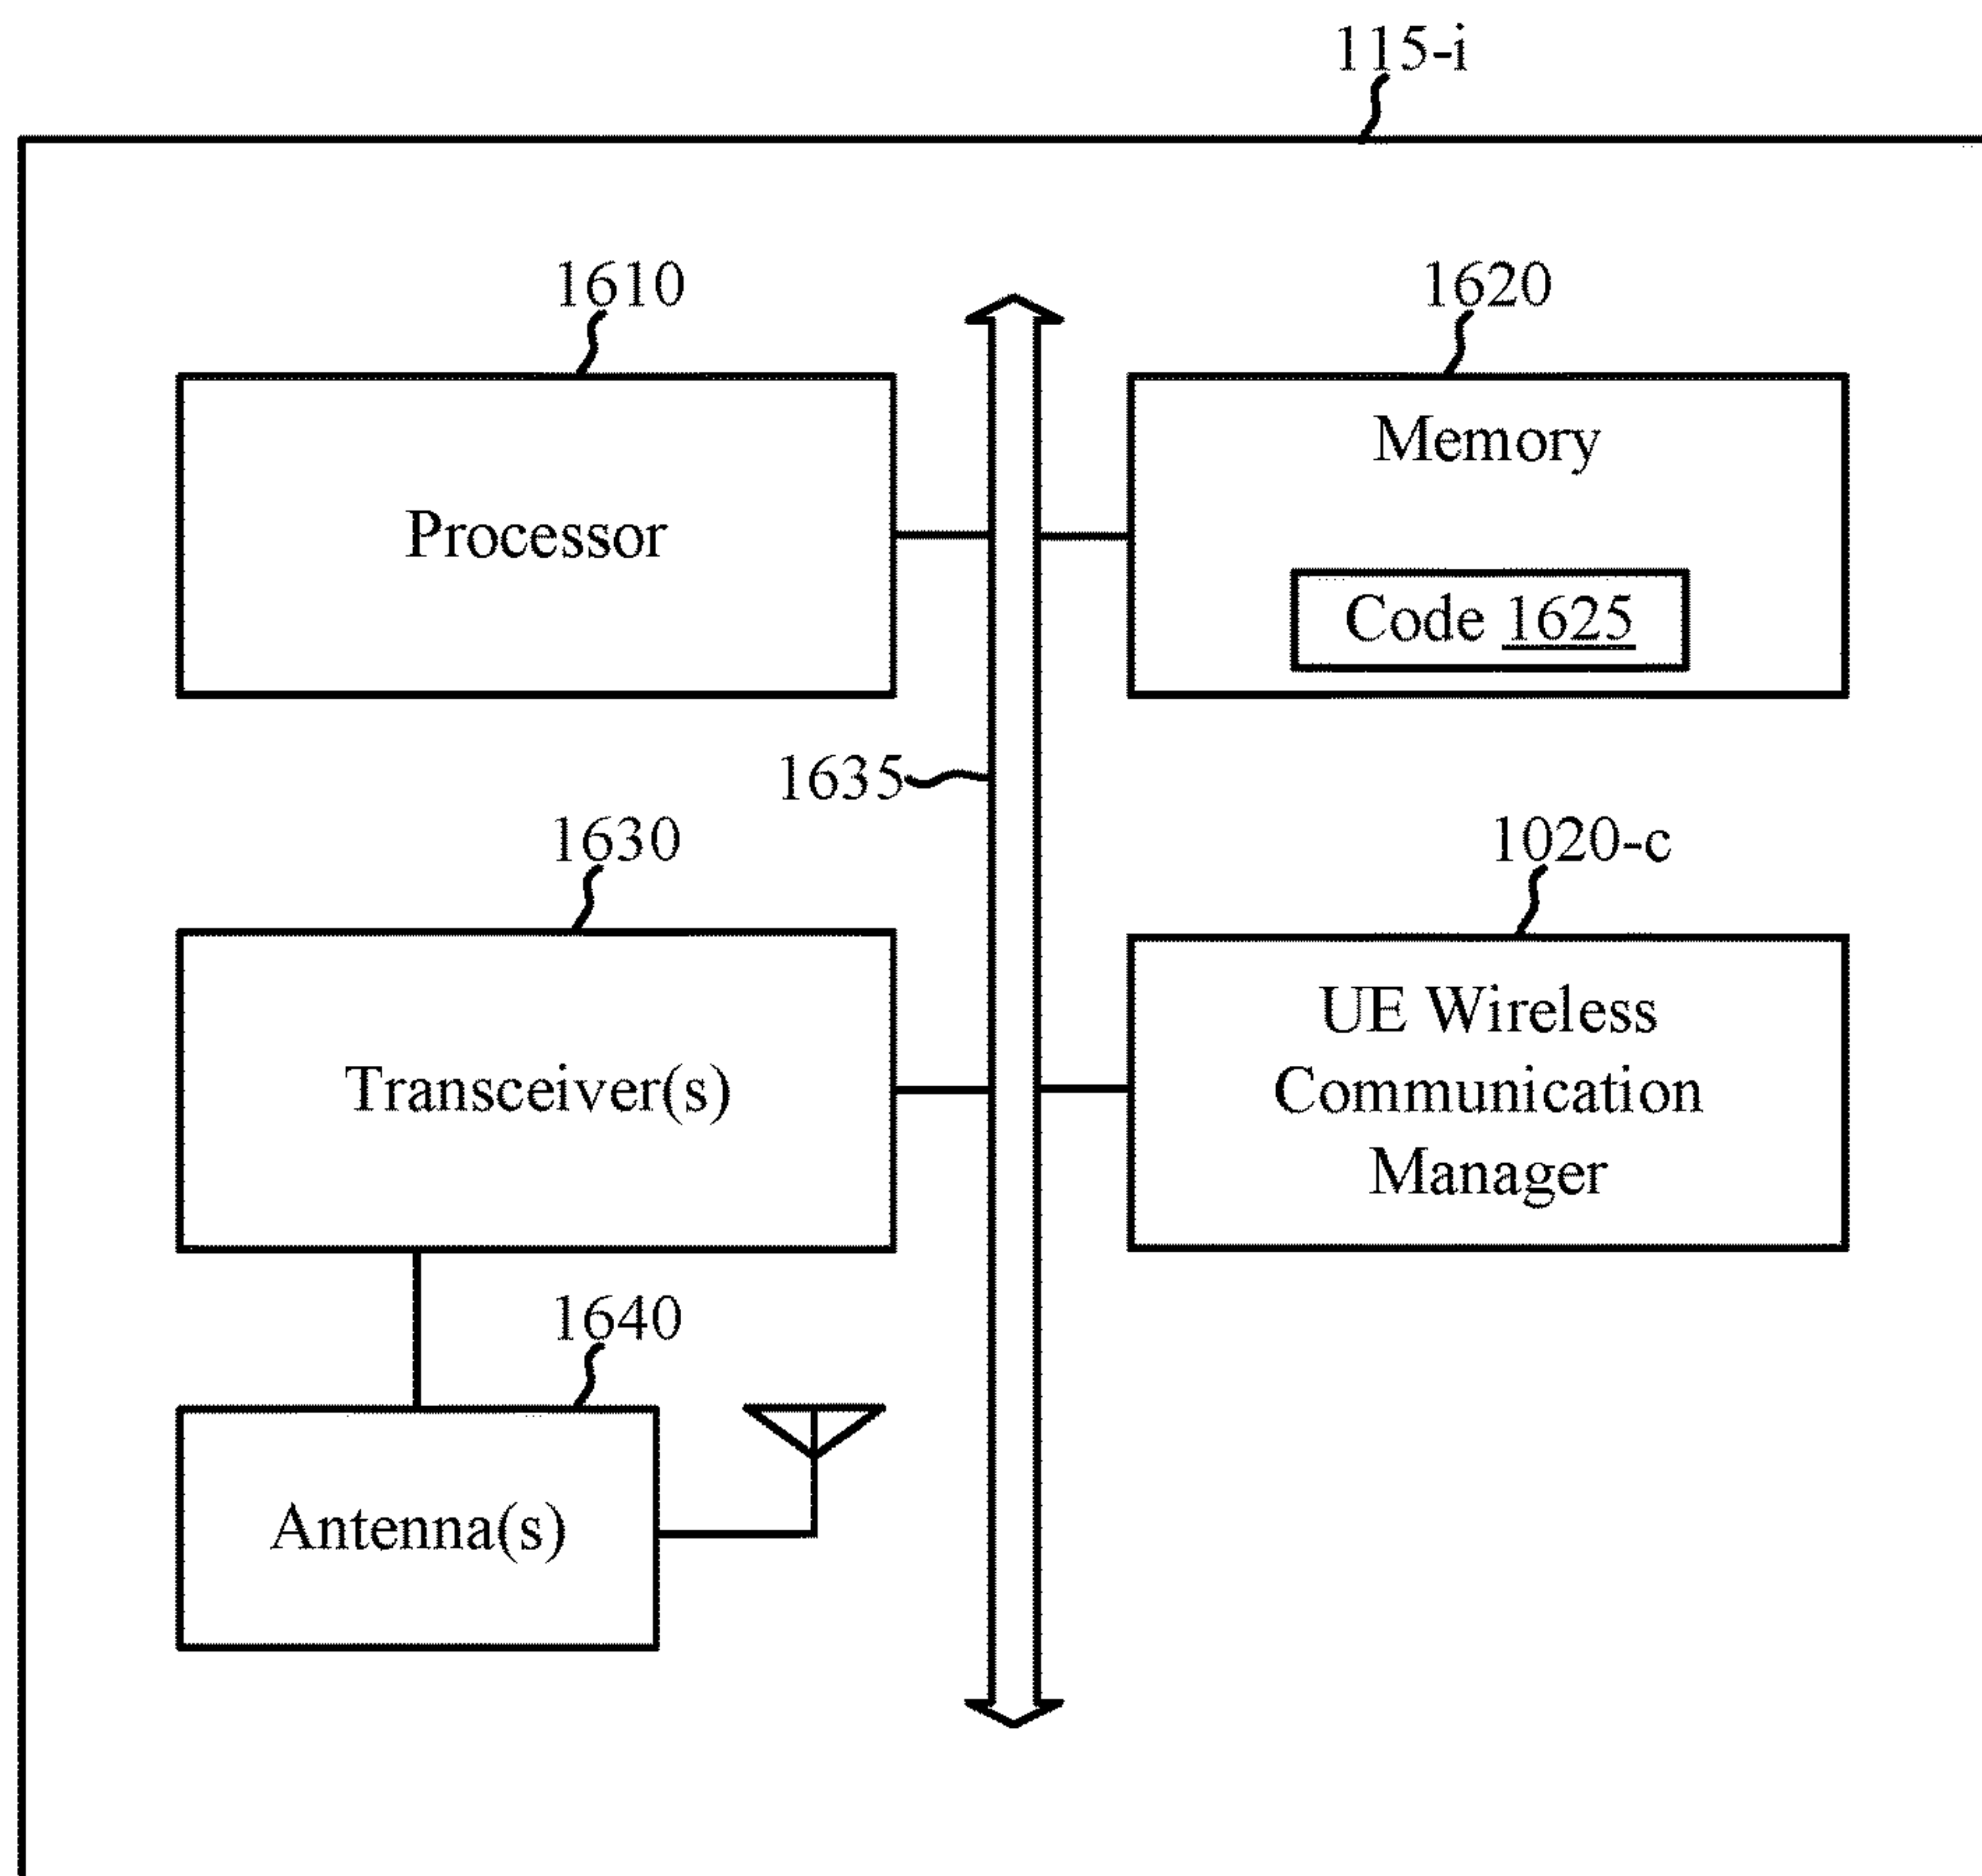 115-i
1610
1620
Processor
Memory
Code 1625
1635
1630
1020-c
Transceiver(s)
UE Wireless
Communication
Manager
1640
Antenna(s)